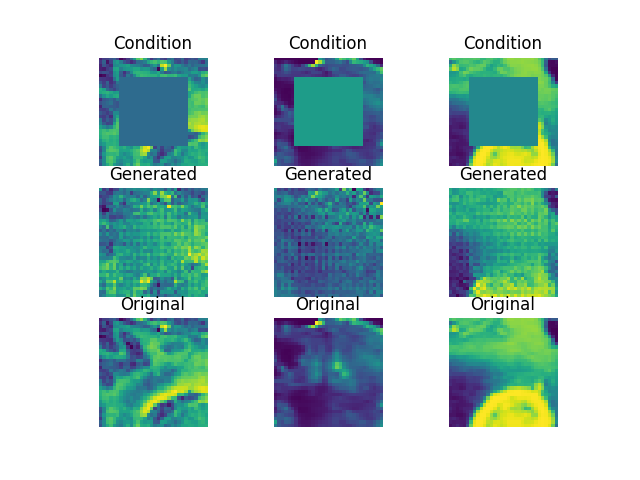 Condition Condition Condition
Generated Generated Generated
Original Original Original